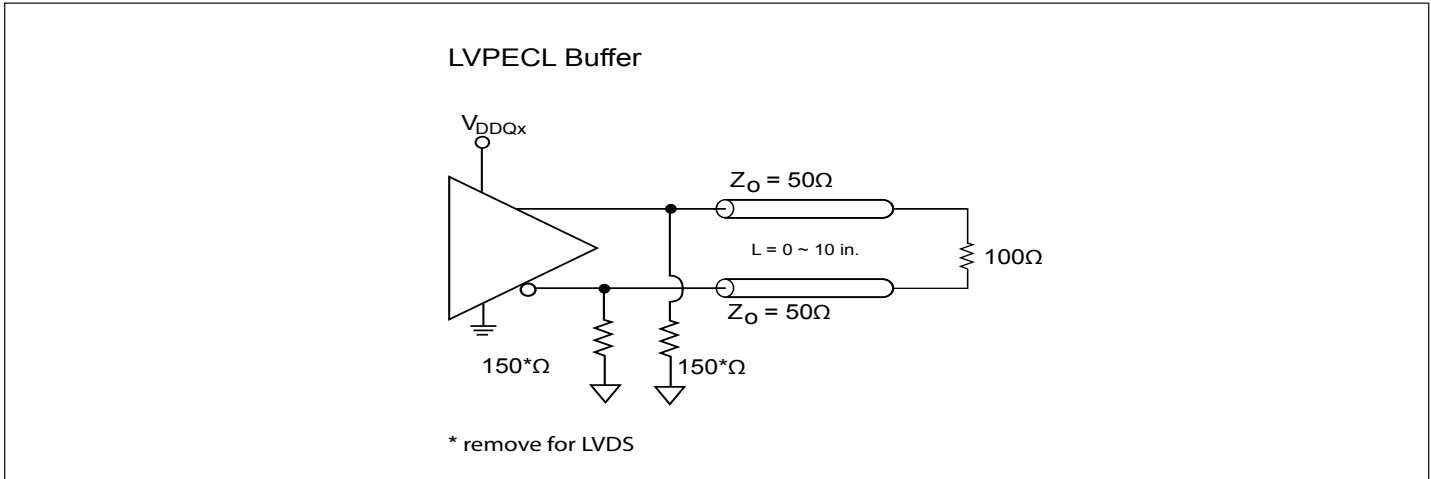 LVPECL Buffer
VDDQx
ZO = 50Ω
L = 0 ~ 10 in.
100Ω
ZO = 50Ω
150*Ω
150*Ω
* remove for LVDS